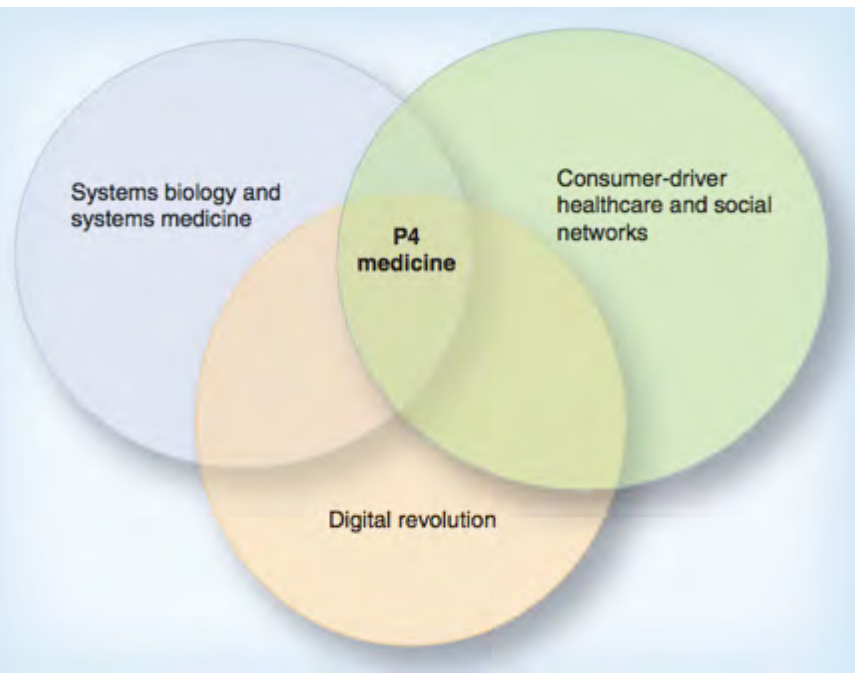 Systems biology and
systems medicine
Consumer-driver
healthcare and social
networks
P4
medicine
Digital revolution